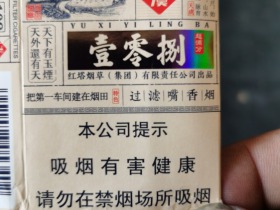 YU XI YI LING BA
天下有玉煙
天外還有天
壹零捌
红塔烟草（集团）有限责任公司出品
把第一车间建在烟田
过滤嘴香烟
本公司提示
吸烟有害健康
请勿在禁烟场所吸烟